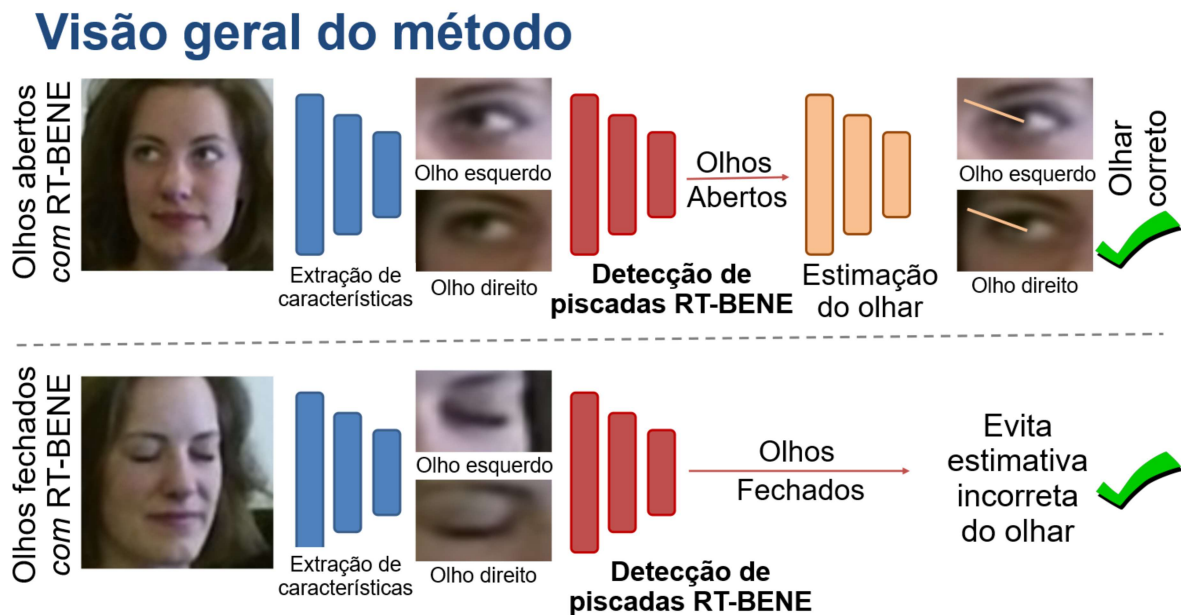 Visão geral do método
Olhos abertos
com RT-BENE
Extração de
características
Olho esquerdo
Olho direito
Detecção de
piscadas RT-BENE
Olhos
Abertos
Estimação
do olhar
Olho esquerdo
Olho direito
Olhar
correto
Olhos fechados
com RT-BENE
Extração de
características
Olho esquerdo
Olho direito
Detecção de
piscadas RT-BENE
Olhos
Fechados
Evita
estimativa
incorreta
do olhar